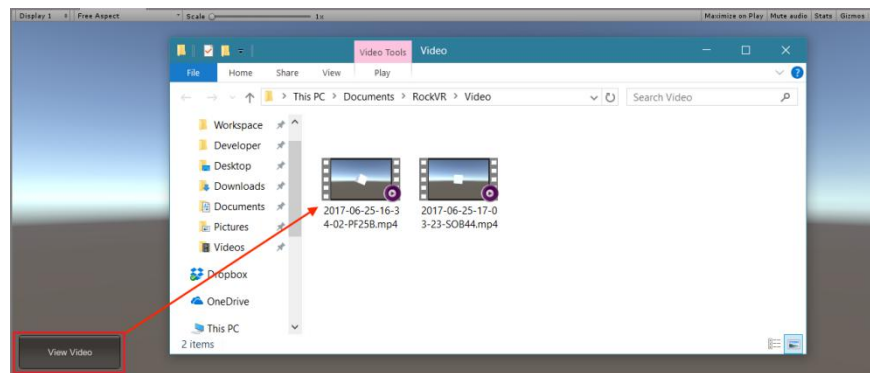 Display 1 Free Aspect Scale 1x Maximize on Play Mute audio Stats Gizmos
Video Tools Video
File Home Share View Play
This PC > Documents > RockVR > Video Search Video
Workspace
Developer
Desktop
Downloads
Documents
Pictures
Videos
Dropbox
OneDrive
This PC
2017-06-25-16-3
4-02-PF25B.mp4
2017-06-25-17-0
3-23-SOB44.mp4
2 items
View Video